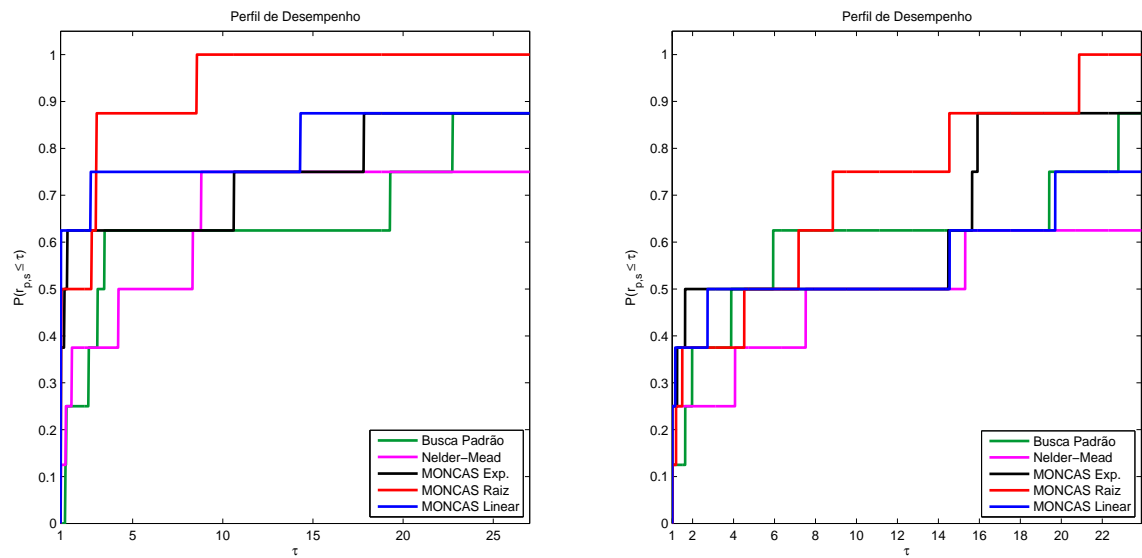 Perfil de Desempenho
1
0.9
0.8
0.7
0.6
0.5
0.4
0.3
0.2
0.1
0
P(r_{p,s} ≤ τ)
1 5 10 15 20 25
τ
Busca Padrão
Nelder−Mead
MONCAS Exp.
MONCAS Raiz
MONCAS Linear
Perfil de Desempenho
1
0.9
0.8
0.7
0.6
0.5
0.4
0.3
0.2
0.1
0
P(r_{p,s} ≤ τ)
1 2 4 6 8 10 12 14 16 18 20 22
τ
Busca Padrão
Nelder−Mead
MONCAS Exp.
MONCAS Raiz
MONCAS Linear